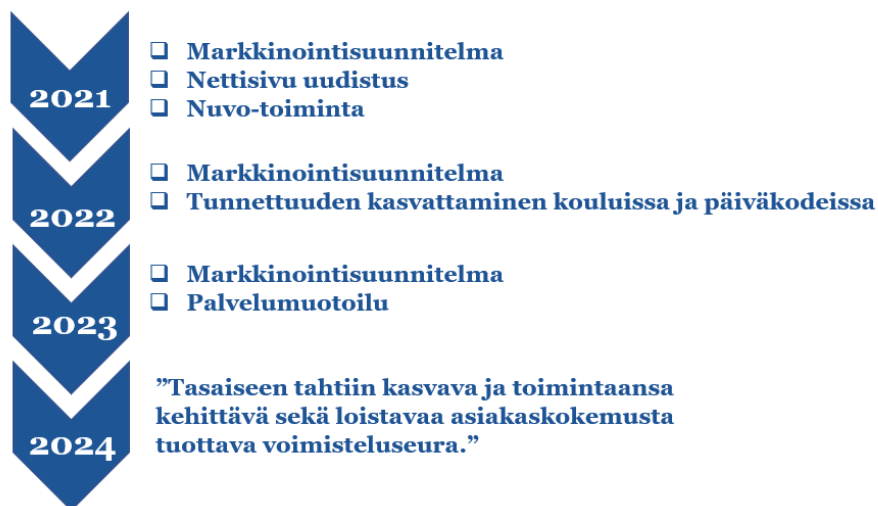 2021
❑ Markkinointisuunnitelma
❑ Nettisivu uudistus
❑ Nuvo-toiminta
2022
❑ Markkinointisuunnitelma
❑ Tunnettuuden kasvattaminen kouluissa ja päiväkodeissa
2023
❑ Markkinointisuunnitelma
❑ Palvelumuotoilu
2024
”Tasaiseen tahtiin kasvava ja toimintaansa
kehittävä sekä loistavaa asiakaskokemusta
tuottava voimisteluseura.”